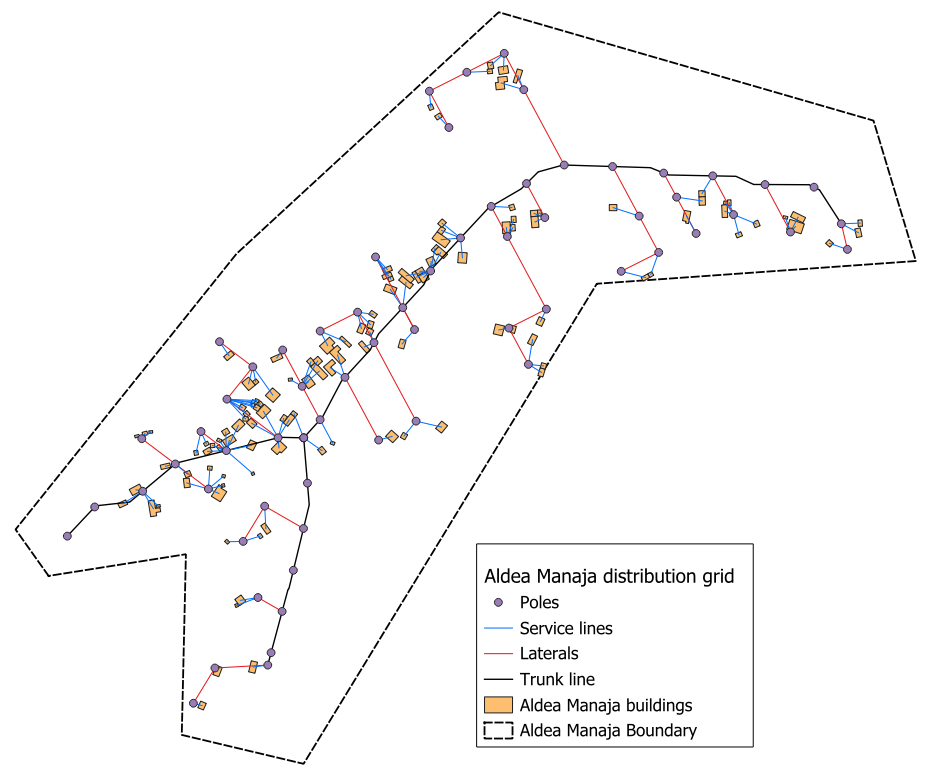 Aldea Manaja distribution grid
Poles
Service lines
Laterals
Trunk line
Aldea Manaja buildings
Aldea Manaja Boundary